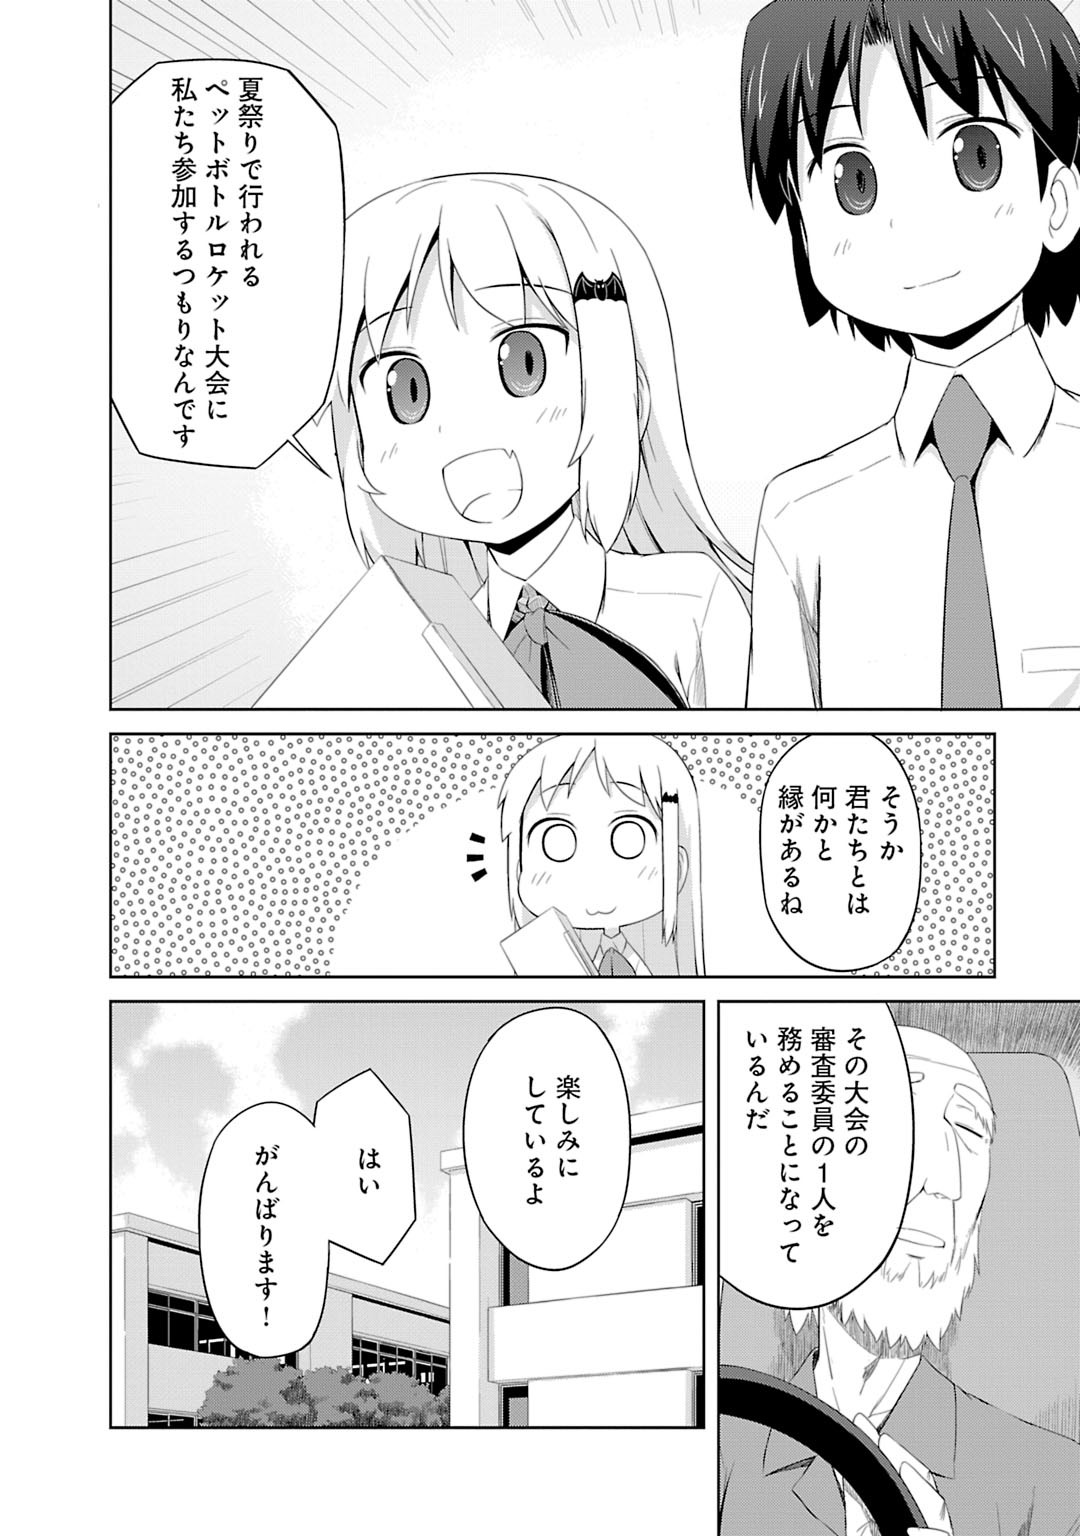 夏祭りで行われる
ペットボトルロケット大会に
私たち参加するつもりなんです
そうか
君たちとは
何かと
縁があるね
その大会の
審査委員の1人を
務めることになって
いるんだ
楽しみに
しているよ
はい
がんばります!